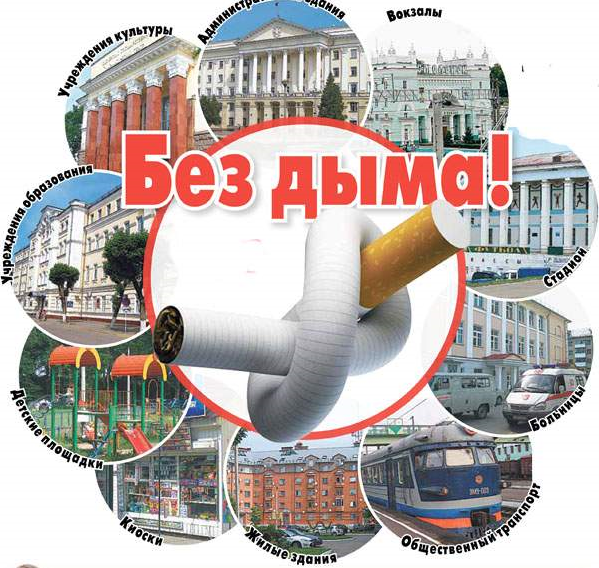 Учреждения культуры
здания
Вокзалы
Без дыма!
Учреждения образования
Стадион
Больницы
Детские площадки
Киоски
Жилые здания
Общественный транспорт